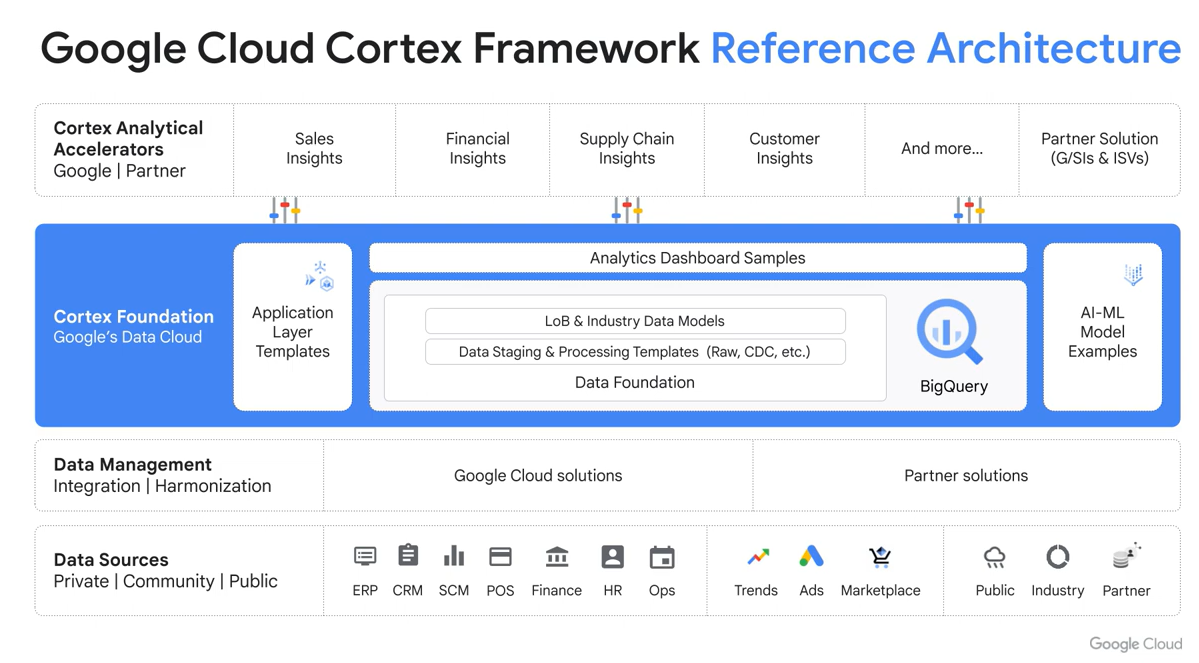 Google Cloud Cortex Framework Reference Architecture
Cortex Analytical
Accelerators
Google | Partner
Sales
Insights
Financial
Insights
Supply Chain
Insights
Customer
Insights
And more...
Partner Solution
(G/SIs & ISVs)
Cortex Foundation
Google's Data Cloud
Application
Layer
Templates
Analytics Dashboard Samples
LoB & Industry Data Models
Data Staging & Processing Templates (Raw, CDC, etc.)
Data Foundation
BigQuery
AI-ML
Model
Examples
Data Management
Integration | Harmonization
Google Cloud solutions
Partner solutions
Data Sources
Private | Community | Public
ERP
CRM
SCM
POS
Finance
HR
Ops
Trends
Ads
Marketplace
Public
Industry
Partner
Google Cloud